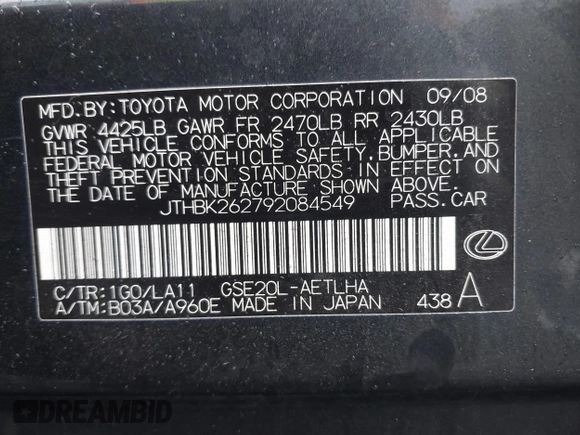 MFD.BY:TOYOTA MOTOR CORPORATION 09/08
GVWR 4425LB GAWR FR 2470LB RR 2430LB
THIS VEHICLE CONFORMS TO ALL APPLICABLE
FEDERAL MOTOR VEHICLE SAFETY,BUMPER,AND
THEFT PREVENTION STANDARDS IN EFFECT ON
THE DATE OF MANUFACTURE SHOWN ABOVE.
JTHBK262792084549 PASS.CAR
C/TR:1G0/LA11 GSE20L-AETLHA
A/TM:B03A/A960E MADE IN JAPAN 438 A
DREAMBID